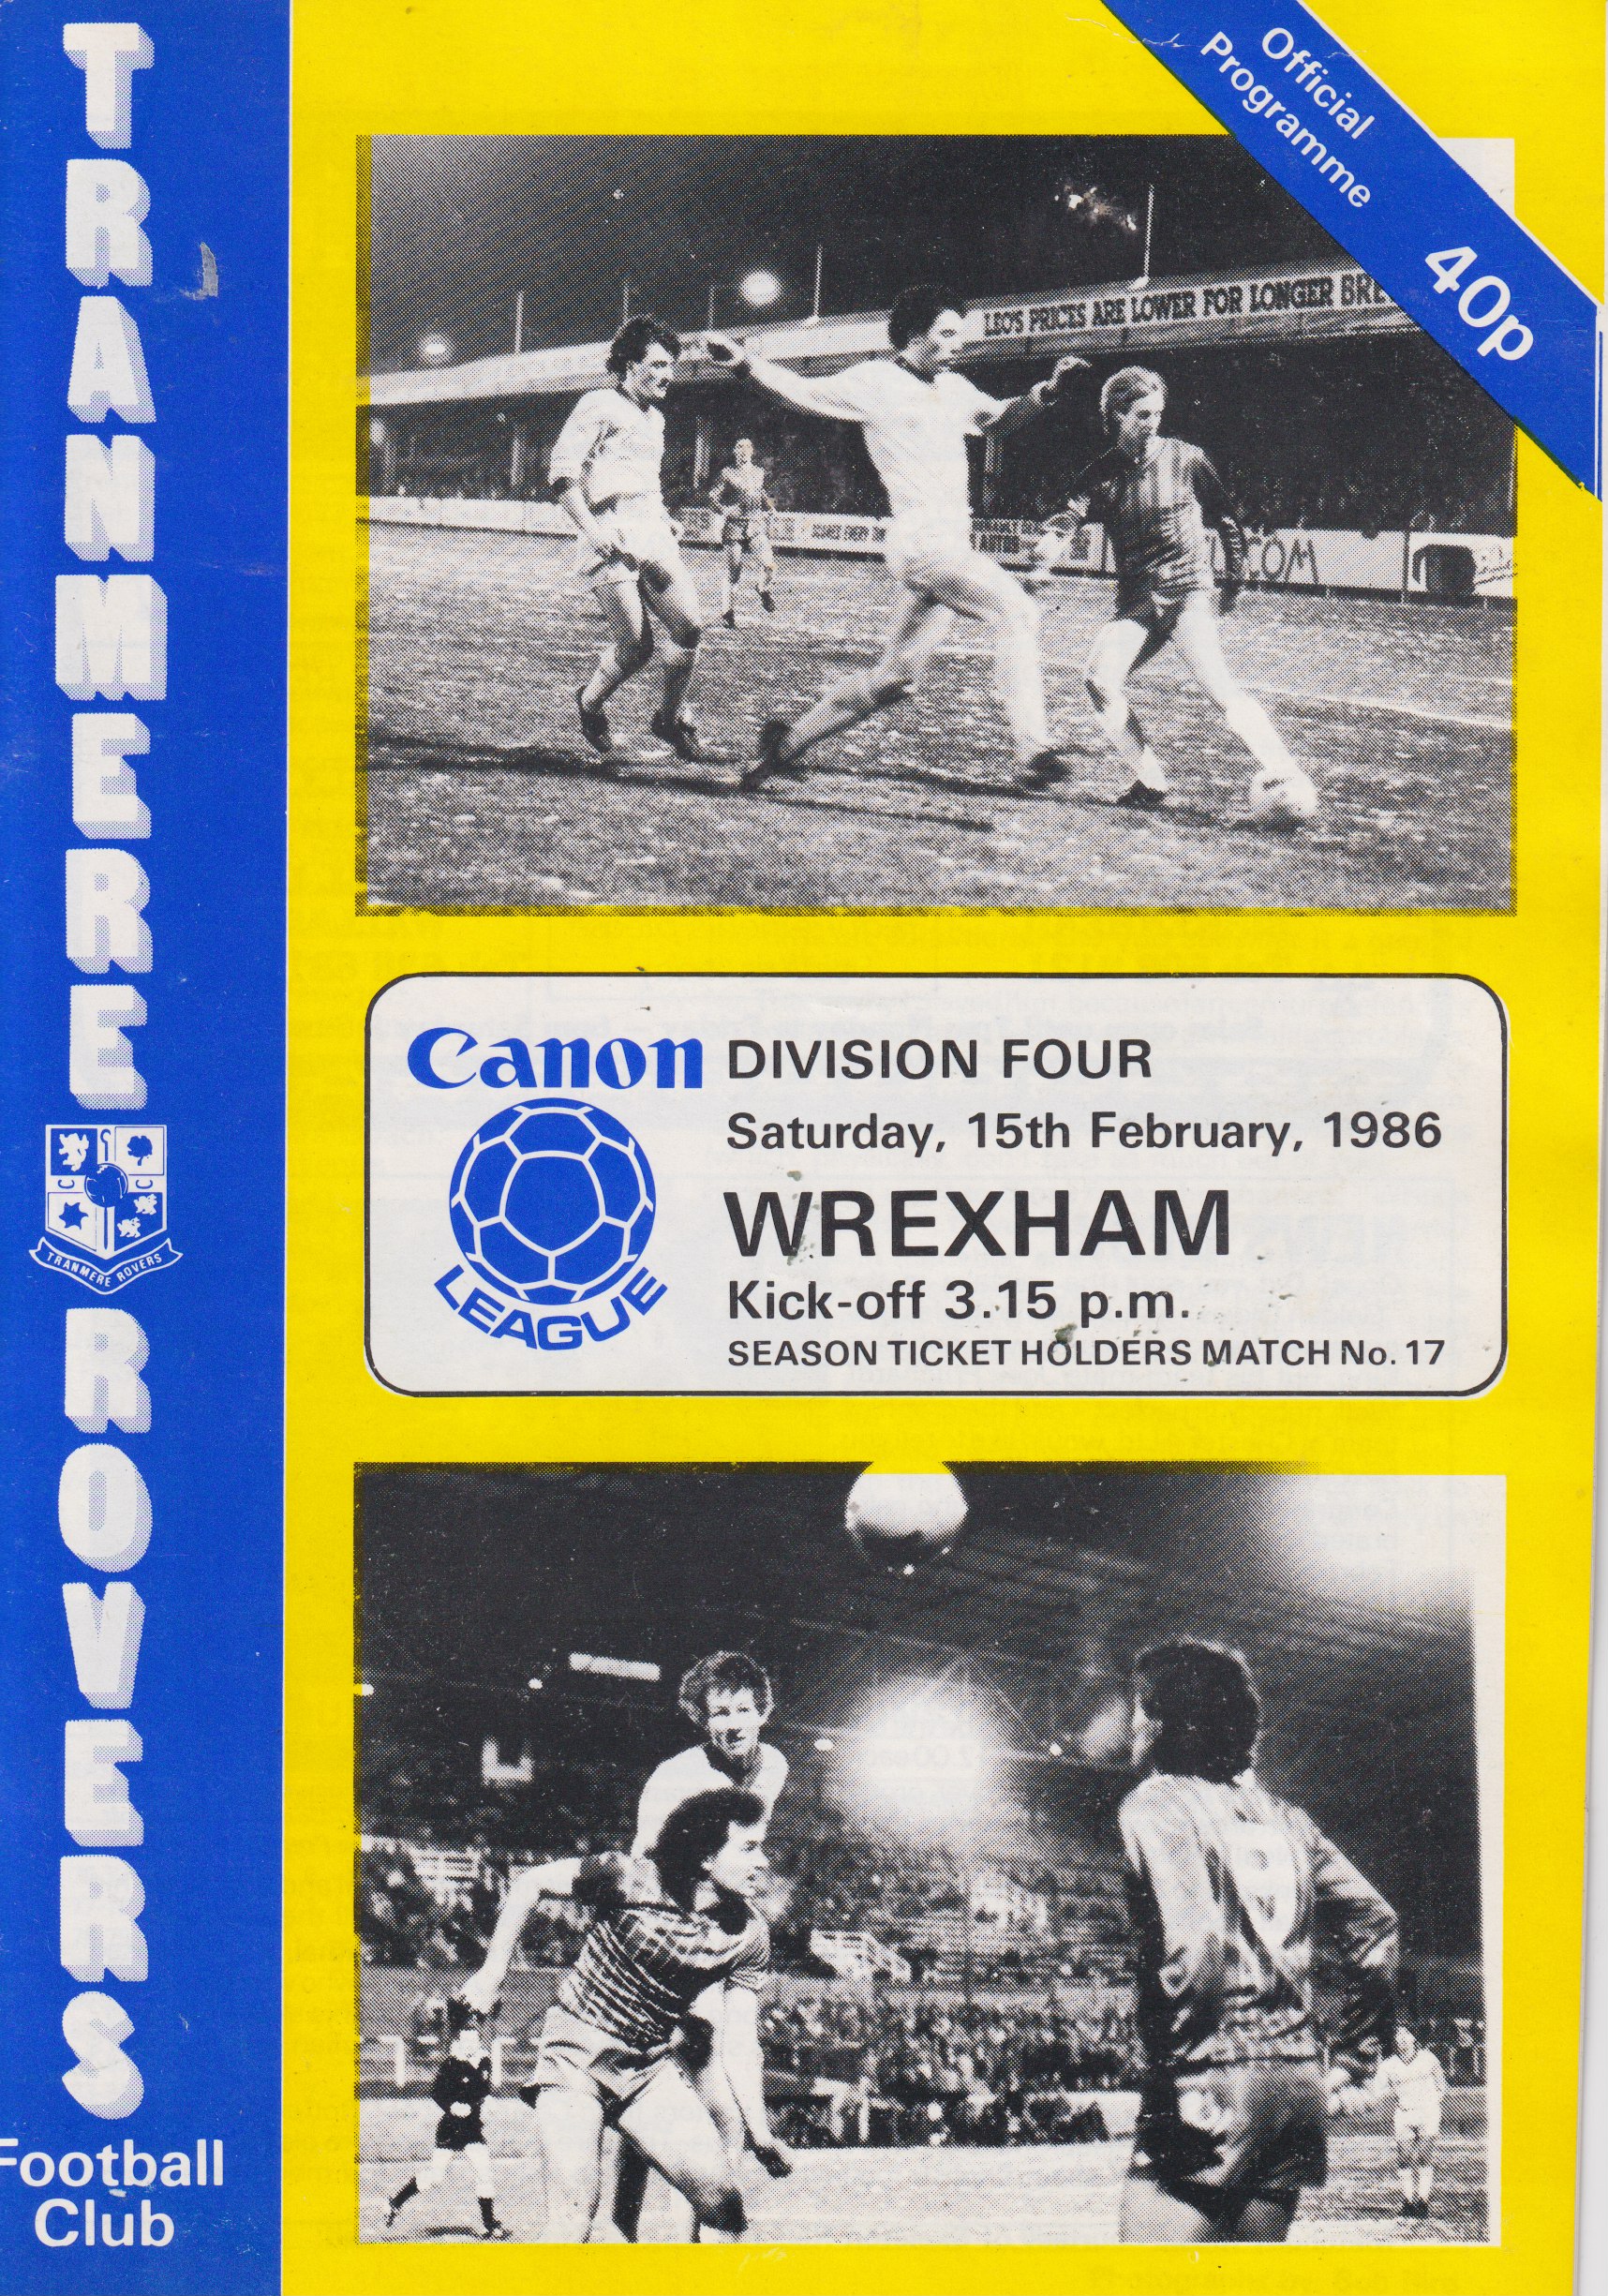 TRANMERE
TRANMERE ROVERS
ROVERS
Football
Club
Official
Programme
40p
LEO'S PRICES ARE LOWER FOR LONGER
Canon
LEAGUE
DIVISION FOUR
Saturday, 15th February, 1986
WREXHAM
Kick-off 3.15 p.m.
SEASON TICKET HOLDERS MATCH No. 17
9